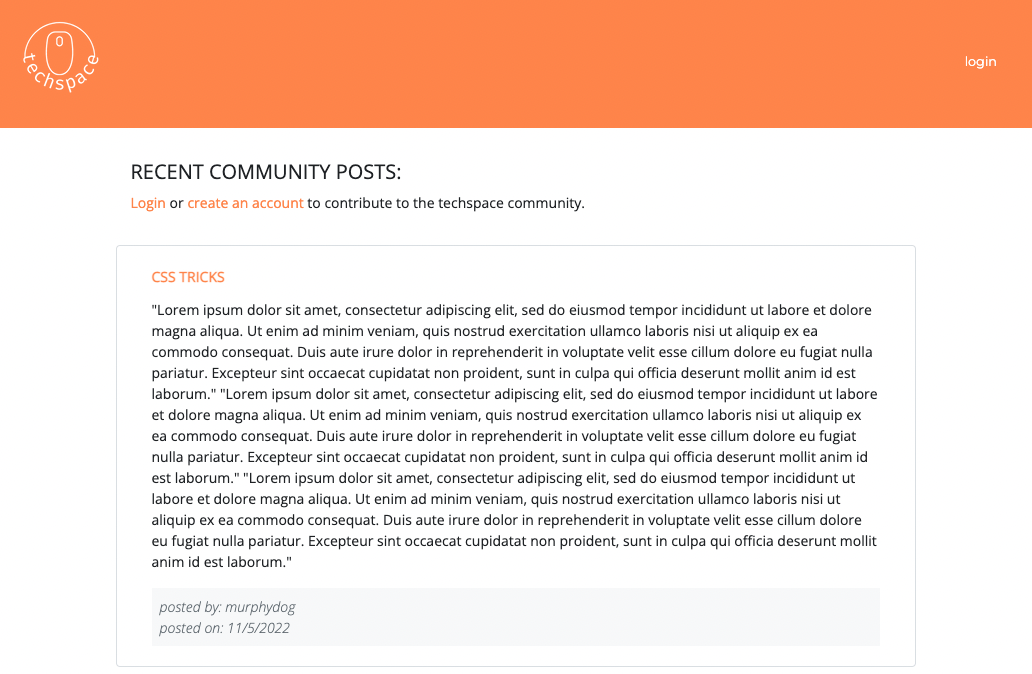 techspace
login
RECENT COMMUNITY POSTS:
Login or create an account to contribute to the techspace community.
CSS TRICKS
"Lorem ipsum dolor sit amet, consectetur adipiscing elit, sed do eiusmod tempor incididunt ut labore et dolore
magna aliqua. Ut enim ad minim veniam, quis nostrud exercitation ullamco laboris nisi ut aliquip ex ea
commodo consequat. Duis aute irure dolor in reprehenderit in voluptate velit esse cillum dolore eu fugiat nulla
pariatur. Excepteur sint occaecat cupidatat non proident, sunt in culpa qui officia deserunt mollit anim id est
laborum." "Lorem ipsum dolor sit amet, consectetur adipiscing elit, sed do eiusmod tempor incididunt ut labore
et dolore magna aliqua. Ut enim ad minim veniam, quis nostrud exercitation ullamco laboris nisi ut aliquip ex
ea commodo consequat. Duis aute irure dolor in reprehenderit in voluptate velit esse cillum dolore eu fugiat
nulla pariatur. Excepteur sint occaecat cupidatat non proident, sunt in culpa qui officia deserunt mollit anim id
est laborum." "Lorem ipsum dolor sit amet, consectetur adipiscing elit, sed do eiusmod tempor incididunt ut
labore et dolore magna aliqua. Ut enim ad minim veniam, quis nostrud exercitation ullamco laboris nisi ut
aliquip ex ea commodo consequat. Duis aute irure dolor in reprehenderit in voluptate velit esse cillum dolore
eu fugiat nulla pariatur. Excepteur sint occaecat cupidatat non proident, sunt in culpa qui officia deserunt mollit
anim id est laborum."
posted by: murphydog
posted on: 11/5/2022